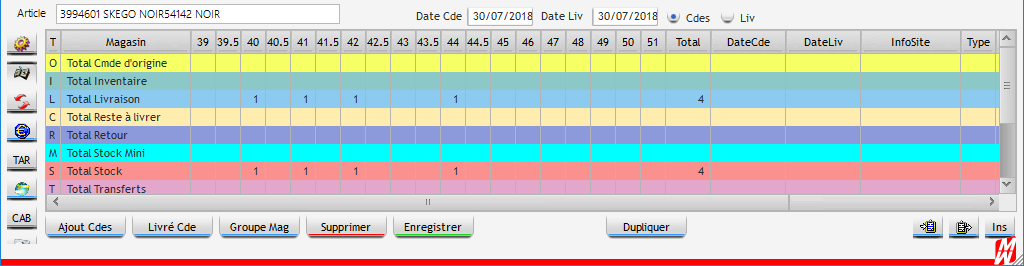 Article 3994601 SKEGO NOIR54142 NOIR Date Cde 30/07/2018 Date Liv 30/07/2018 Cdes Liv
T Magasin 39 39.5 40 40.5 41 41.5 42 42.5 43 43.5 44 44.5 45 46 47 48 49 50 51 Total DateCde DateLiv InfoSite Type
O Total Cmde d'origine
I Total Inventaire
L Total Livraison 1 1 1 1 4
C Total Reste à livrer
R Total Retour
M Total Stock Mini
S Total Stock 1 1 1 1 4
T Total Transferts
TAR
CAB
Ajout Cdes Livré Cde Groupe Mag Supprimer Enregistrer Dupliquer Ins